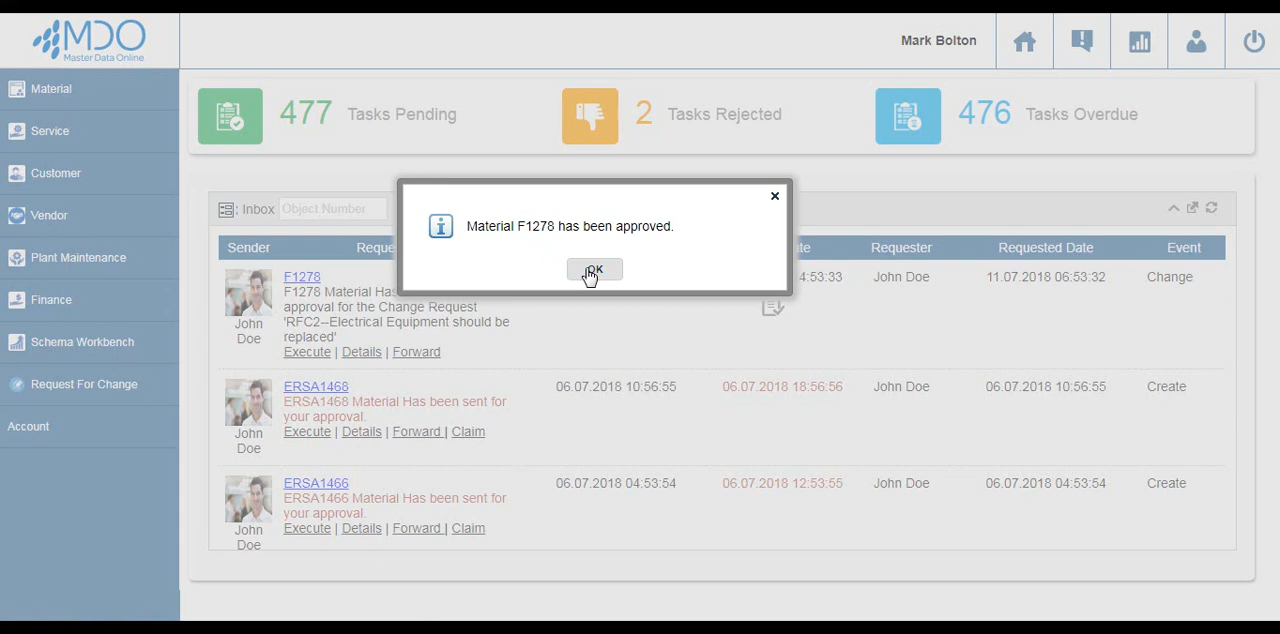 MDO
Master Data Online
Mark Bolton
Material
Service
Customer
Vendor
Plant Maintenance
Finance
Schema Workbench
Request For Change
Account
477 Tasks Pending
2 Tasks Rejected
476 Tasks Overdue
: Inbox Object Number
Material F1278 has been approved.
OK
Sender Reque te Requester Requested Date Event
F1278 4:53:33 John Doe 11.07.2018 06:53:32 Change
F1278 Material Has
approval for the Change Request
'RFC2--Electrical Equipment should be
replaced'
John
Doe
Execute | Details | Forward
ERSA1468 06.07.2018 10:56:55 06.07.2018 18:56:56 John Doe 06.07.2018 10:56:55 Create
ERSA1468 Material Has been sent for
your approval.
Execute | Details | Forward | Claim
John
Doe
ERSA1466 06.07.2018 04:53:54 06.07.2018 12:53:55 John Doe 06.07.2018 04:53:54 Create
ERSA1466 Material Has been sent for
your approval.
Execute | Details | Forward | Claim
John
Doe